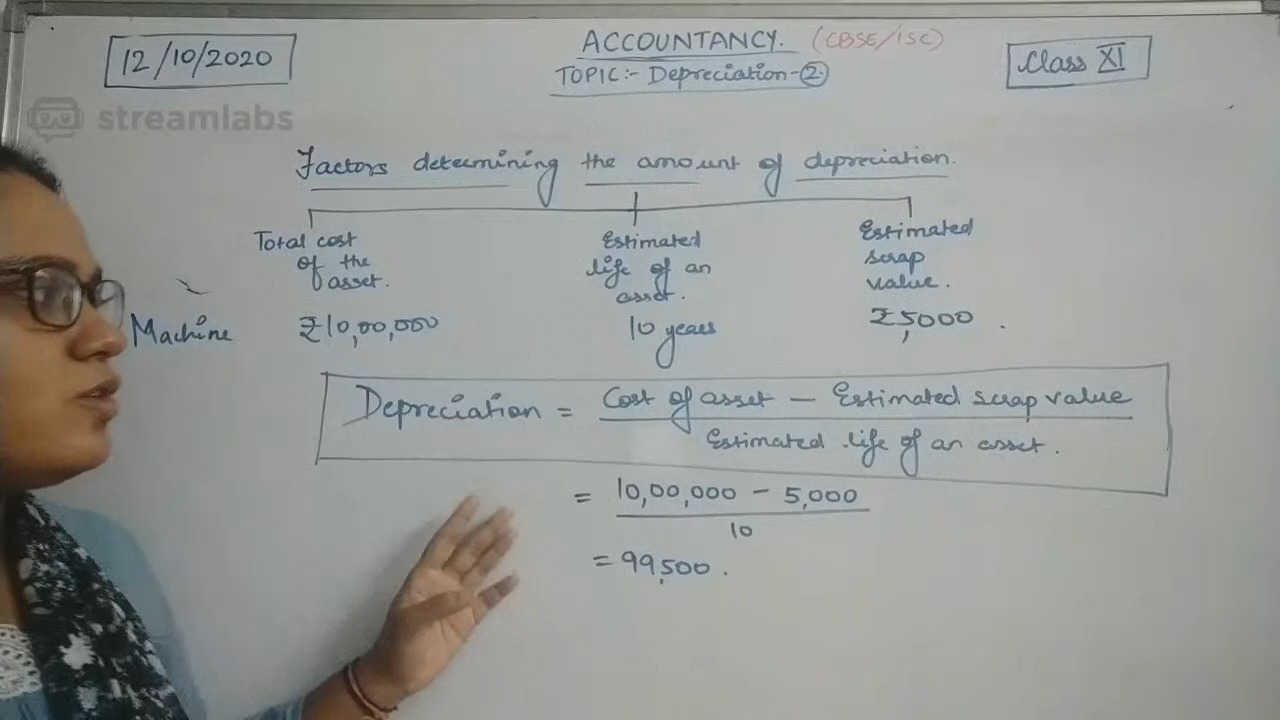 12/10/2020
ACCOUNTANCY. (CBSE/ISC)
TOPIC:- Depreciation-②
Class XI
streamlabs
Factors determining the amount of depreciation.
Total cost
of the
asset.
Estimated
life of an
asset.
Estimated
scrap
value.
Machine ₹10,00,000 10 years ₹5,000.
Depreciation = Cost of asset - Estimated scrap value
Estimated life of an asset.
= 10,00,000 - 5,000
10
= 99,500.